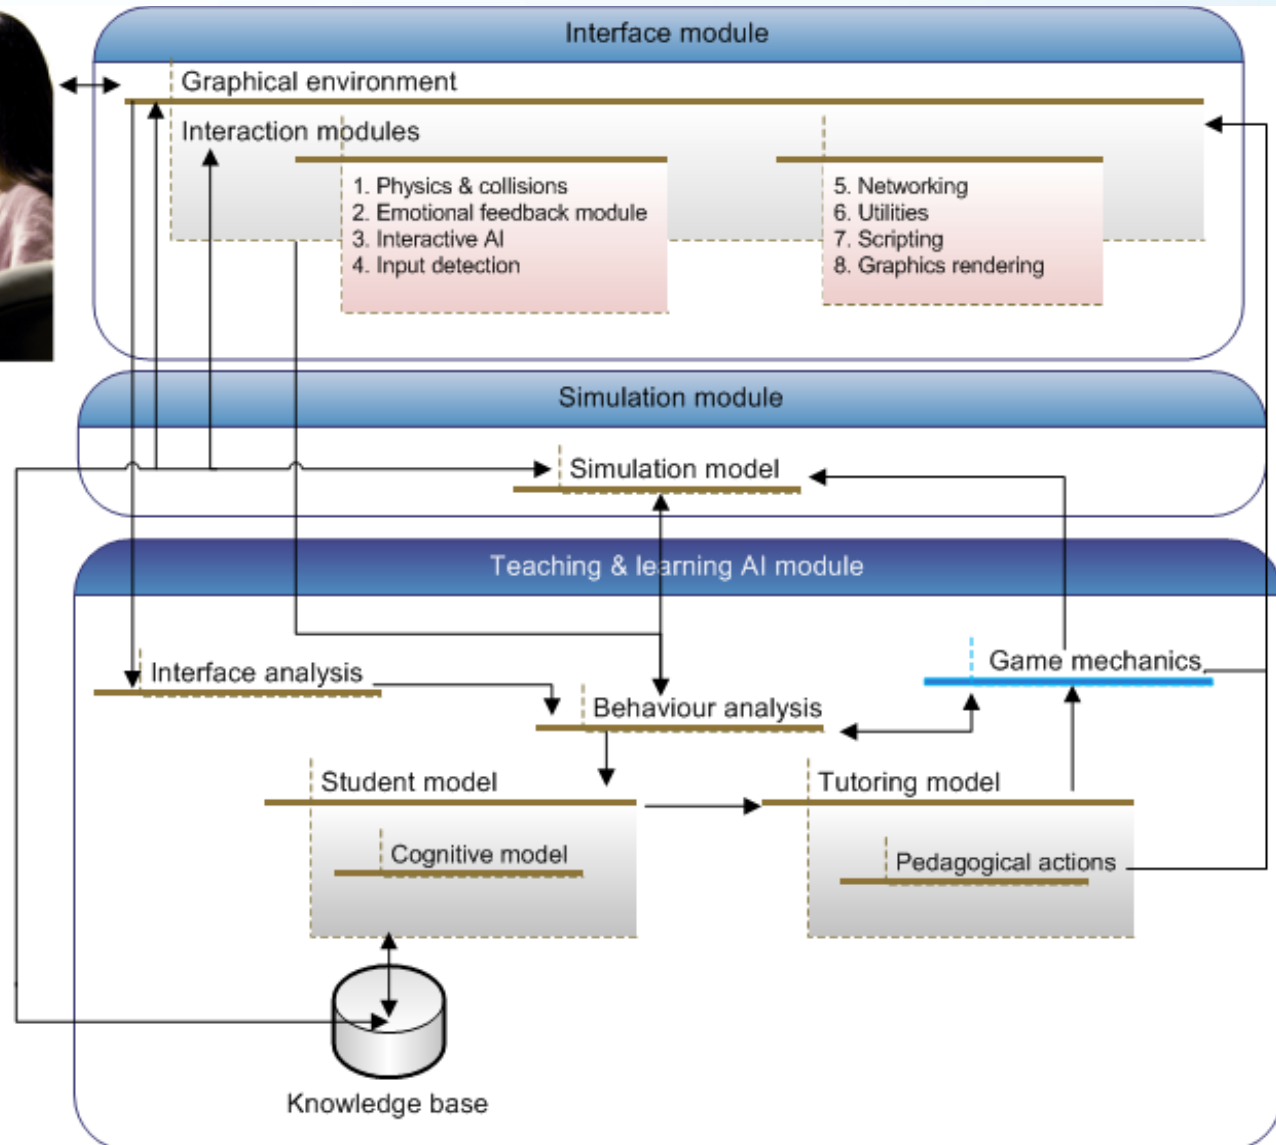 Interface module
Graphical environment
Interaction modules
1. Physics & collisions
2. Emotional feedback module
3. Interactive AI
4. Input detection
5. Networking
6. Utilities
7. Scripting
8. Graphics rendering
Simulation module
Simulation model
Teaching & learning AI module
Interface analysis
Game mechanics
Behaviour analysis
Student model
Tutoring model
Cognitive model
Pedagogical actions
Knowledge base